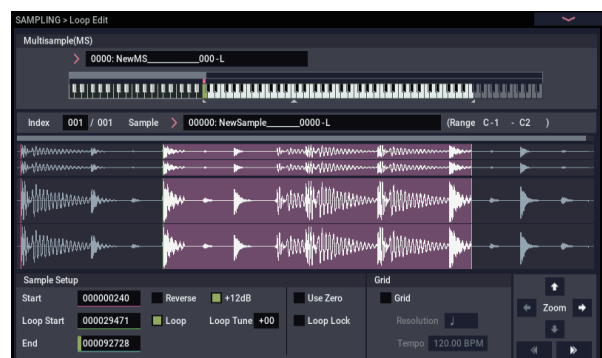 SAMPLING > Loop Edit
Multisample(MS)
0000: NewMS__________000-L
Index 001 / 001 Sample 00000: NewSample______0000-L (Range C-1 - C2 )
Sample Setup Grid
Start 000000240 Reverse +12dB Use Zero Grid
Loop Start 000029471 Loop Loop Tune +00 Loop Lock Resolution ♩
End 000092728 Tempo 120.00 BPM
Zoom